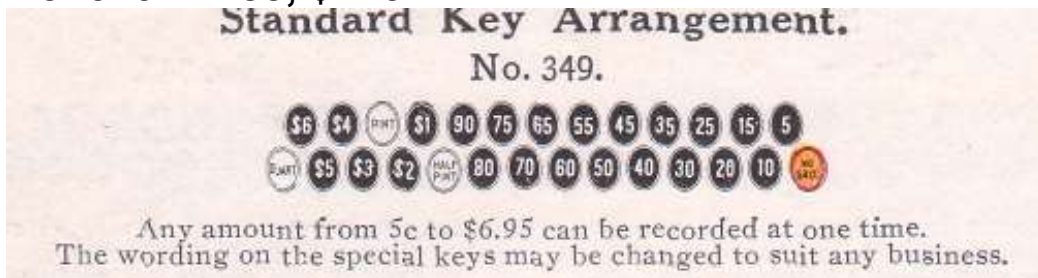 Standard Key Arrangement.
No. 349.
$6 $4 PINT $1 90 75 65 55 45 35 25 15 5
QUART $5 $3 $2 HALF PINT 80 70 60 50 40 30 20 10 NO SALE
Any amount from 5c to $6.95 can be recorded at one time.
The wording on the special keys may be changed to suit any business.